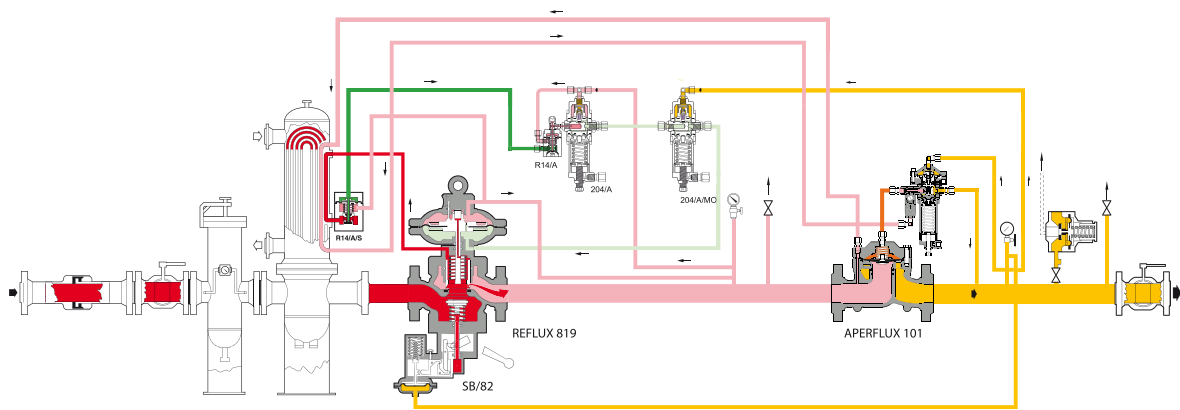 R14/A
204/A
204/A/MO
R14/A/S
REFLUX 819
APERFLUX 101
SB/82